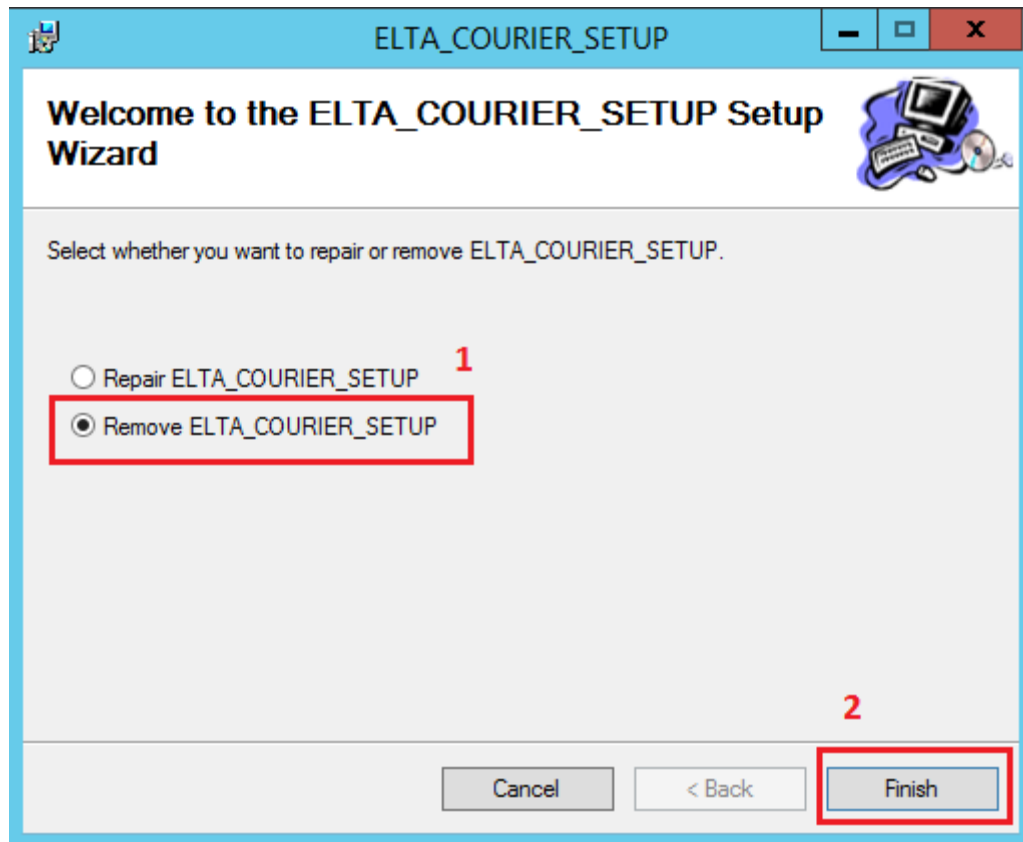 ELTA_COURIER_SETUP
Welcome to the ELTA_COURIER_SETUP Setup
Wizard
Select whether you want to repair or remove ELTA_COURIER_SETUP.
1
Repair ELTA_COURIER_SETUP
Remove ELTA_COURIER_SETUP
2
Cancel
< Back
Finish